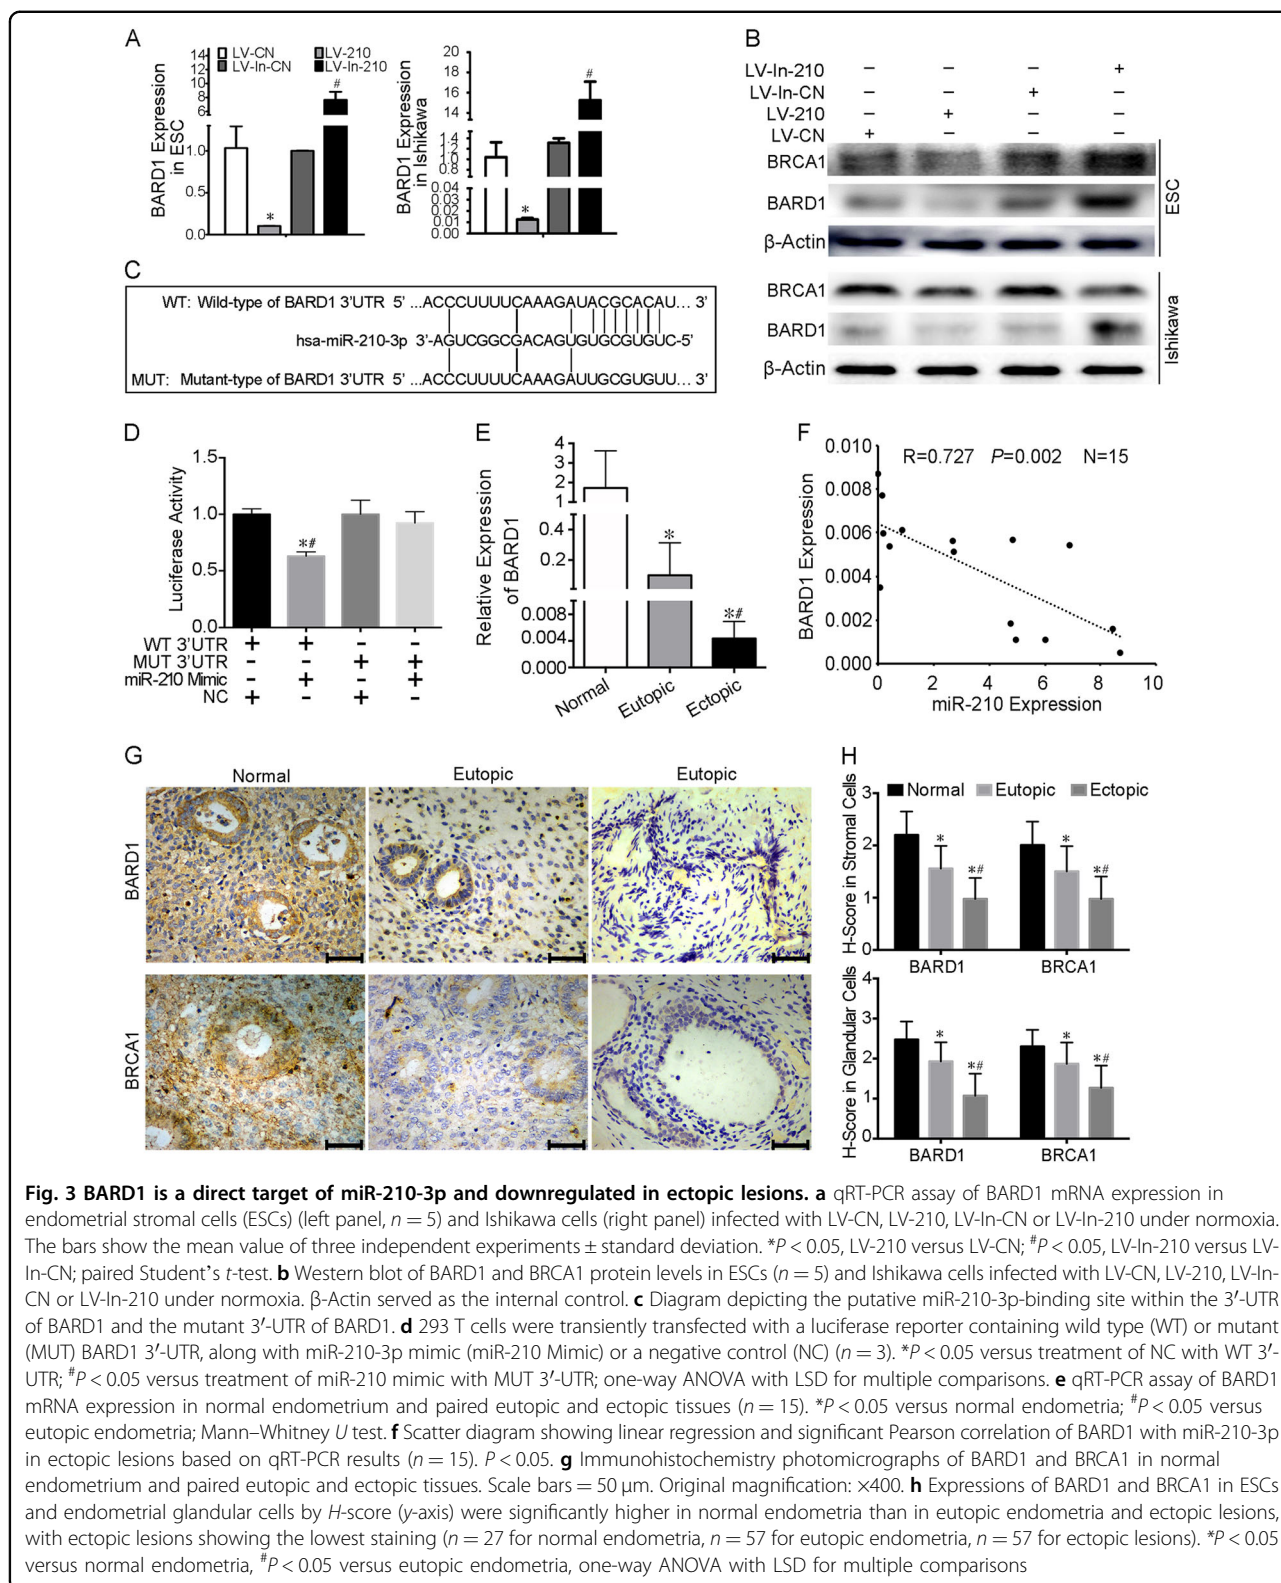 A
LV-CN LV-210
LV-In-CN LV-In-210
BARD1 Expression
in ESC
14
12
10
8
6
1.0
0.5
0.0
*
#
BARD1 Expression
in Ishikawa
20
18
16
14
1.4
1.2
1.0
0.8
0.6
0.4
0.2
0.04
0.03
0.02
0.01
0.00
*
#
B
LV-In-210 − − − +
LV-In-CN − − + −
LV-210 − + − −
LV-CN + − − −
BRCA1
BARD1
β-Actin
ESC
BRCA1
BARD1
β-Actin
Ishikawa
C
WT: Wild-type of BARD1 3'UTR 5' ...ACCCUUUUCAAAGAUACGCACAU... 3'
hsa-miR-210-3p 3'-AGUCGGCGACAGUGUGCGUGUC-5'
MUT: Mutant-type of BARD1 3'UTR 5' ...ACCCUUUUCAAAGAUUGCGUGUU... 3'
D
Luciferase Activity
1.5
1.0
0.5
0.0
*#
WT 3'UTR + + − −
MUT 3'UTR − − + +
miR-210 Mimic − + − +
NC + − + −
E
Relative Expression
of BARD1
4
3
2
1
0.4
0.2
0.008
0.004
0.000
*
*#
Normal
Eutopic
Ectopic
F
R=0.727 P=0.002 N=15
BARD1 Expression
0.010
0.008
0.006
0.004
0.002
0.000
0 2 4 6 8 10
miR-210 Expression
G
Normal Eutopic Eutopic
BARD1
BRCA1
H
Normal Eutopic Ectopic
H-Score in Stromal Cells
3
2
1
0
* *# * *#
BARD1 BRCA1
H-Score in Glandular Cells
4
3
2
1
0
* *# * *#
BARD1 BRCA1
Fig. 3 BARD1 is a direct target of miR-210-3p and downregulated in ectopic lesions. a qRT-PCR assay of BARD1 mRNA expression in
endometrial stromal cells (ESCs) (left panel, n = 5) and Ishikawa cells (right panel) infected with LV-CN, LV-210, LV-In-CN or LV-In-210 under normoxia.
The bars show the mean value of three independent experiments ± standard deviation. *P < 0.05, LV-210 versus LV-CN; #P < 0.05, LV-In-210 versus LV-
In-CN; paired Student's t-test. b Western blot of BARD1 and BRCA1 protein levels in ESCs (n = 5) and Ishikawa cells infected with LV-CN, LV-210, LV-In-
CN or LV-In-210 under normoxia. β-Actin served as the internal control. c Diagram depicting the putative miR-210-3p-binding site within the 3′-UTR
of BARD1 and the mutant 3′-UTR of BARD1. d 293 T cells were transiently transfected with a luciferase reporter containing wild type (WT) or mutant
(MUT) BARD1 3′-UTR, along with miR-210-3p mimic (miR-210 Mimic) or a negative control (NC) (n = 3). *P < 0.05 versus treatment of NC with WT 3′-
UTR; #P < 0.05 versus treatment of miR-210 mimic with MUT 3′-UTR; one-way ANOVA with LSD for multiple comparisons. e qRT-PCR assay of BARD1
mRNA expression in normal endometrium and paired eutopic and ectopic tissues (n = 15). *P < 0.05 versus normal endometria; #P < 0.05 versus
eutopic endometria; Mann–Whitney U test. f Scatter diagram showing linear regression and significant Pearson correlation of BARD1 with miR-210-3p
in ectopic lesions based on qRT-PCR results (n = 15). P < 0.05. g Immunohistochemistry photomicrographs of BARD1 and BRCA1 in normal
endometrium and paired eutopic and ectopic tissues. Scale bars = 50 μm. Original magnification: ×400. h Expressions of BARD1 and BRCA1 in ESCs
and endometrial glandular cells by H-score (y-axis) were significantly higher in normal endometria than in eutopic endometria and ectopic lesions,
with ectopic lesions showing the lowest staining (n = 27 for normal endometria, n = 57 for eutopic endometria, n = 57 for ectopic lesions). *P < 0.05
versus normal endometria, #P < 0.05 versus eutopic endometria, one-way ANOVA with LSD for multiple comparisons